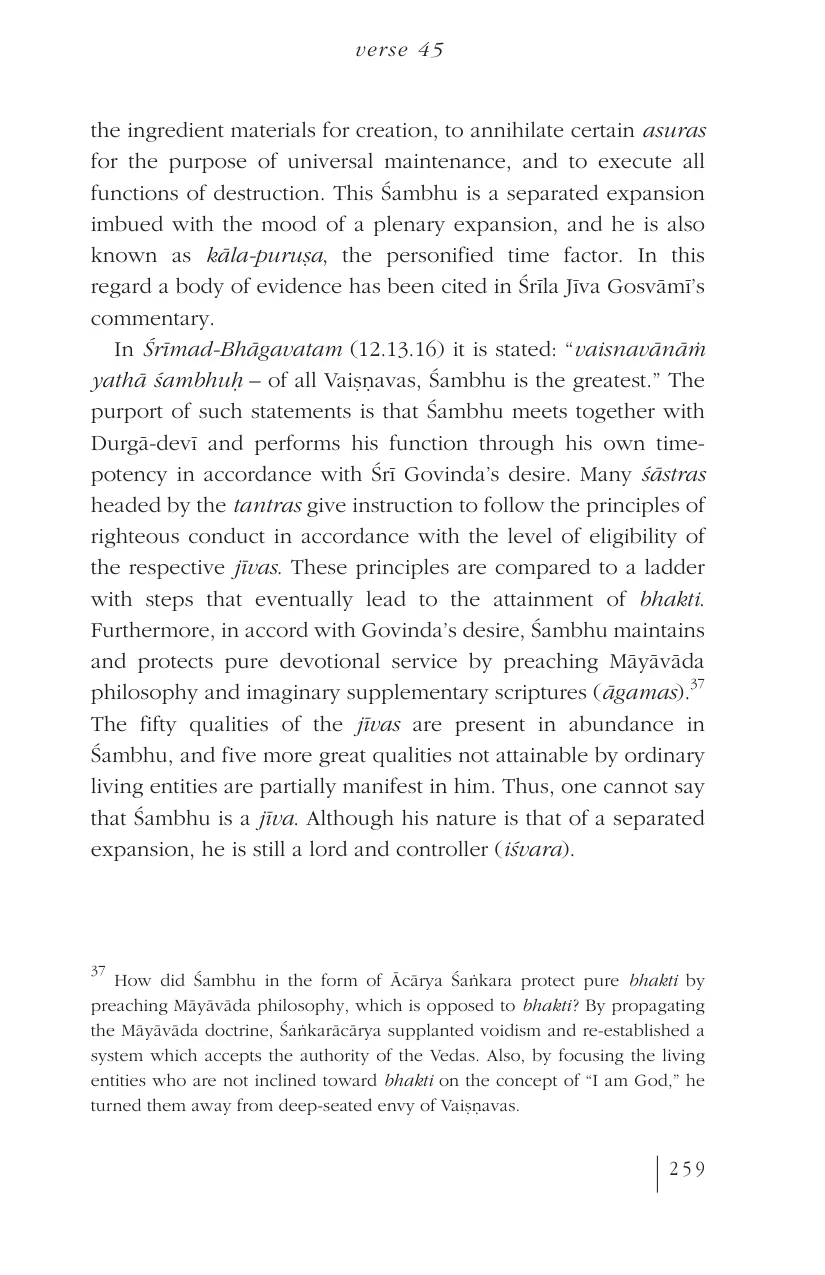 verse 45
the ingredient materials for creation, to annihilate certain asuras
for the purpose of universal maintenance, and to execute all
functions of destruction. This Śambhu is a separated expansion
imbued with the mood of a plenary expansion, and he is also
known as kāla-puruṣa, the personified time factor. In this
regard a body of evidence has been cited in Śrīla Jīva Gosvāmī’s
commentary.
In Śrīmad-Bhāgavatam (12.13.16) it is stated: “vaisnavānāṁ
yathā śambhuḥ – of all Vaiṣṇavas, Śambhu is the greatest.” The
purport of such statements is that Śambhu meets together with
Durgā-devī and performs his function through his own time-
potency in accordance with Śrī Govinda’s desire. Many śāstras
headed by the tantras give instruction to follow the principles of
righteous conduct in accordance with the level of eligibility of
the respective jīvas. These principles are compared to a ladder
with steps that eventually lead to the attainment of bhakti.
Furthermore, in accord with Govinda’s desire, Śambhu maintains
and protects pure devotional service by preaching Māyāvāda
philosophy and imaginary supplementary scriptures (āgamas).37
The fifty qualities of the jīvas are present in abundance in
Śambhu, and five more great qualities not attainable by ordinary
living entities are partially manifest in him. Thus, one cannot say
that Śambhu is a jīva. Although his nature is that of a separated
expansion, he is still a lord and controller (iśvara).
37 How did Śambhu in the form of Ācārya Śaṅkara protect pure bhakti by
preaching Māyāvāda philosophy, which is opposed to bhakti? By propagating
the Māyāvāda doctrine, Śaṅkarācārya supplanted voidism and re-established a
system which accepts the authority of the Vedas. Also, by focusing the living
entities who are not inclined toward bhakti on the concept of “I am God,” he
turned them away from deep-seated envy of Vaiṣṇavas.
259